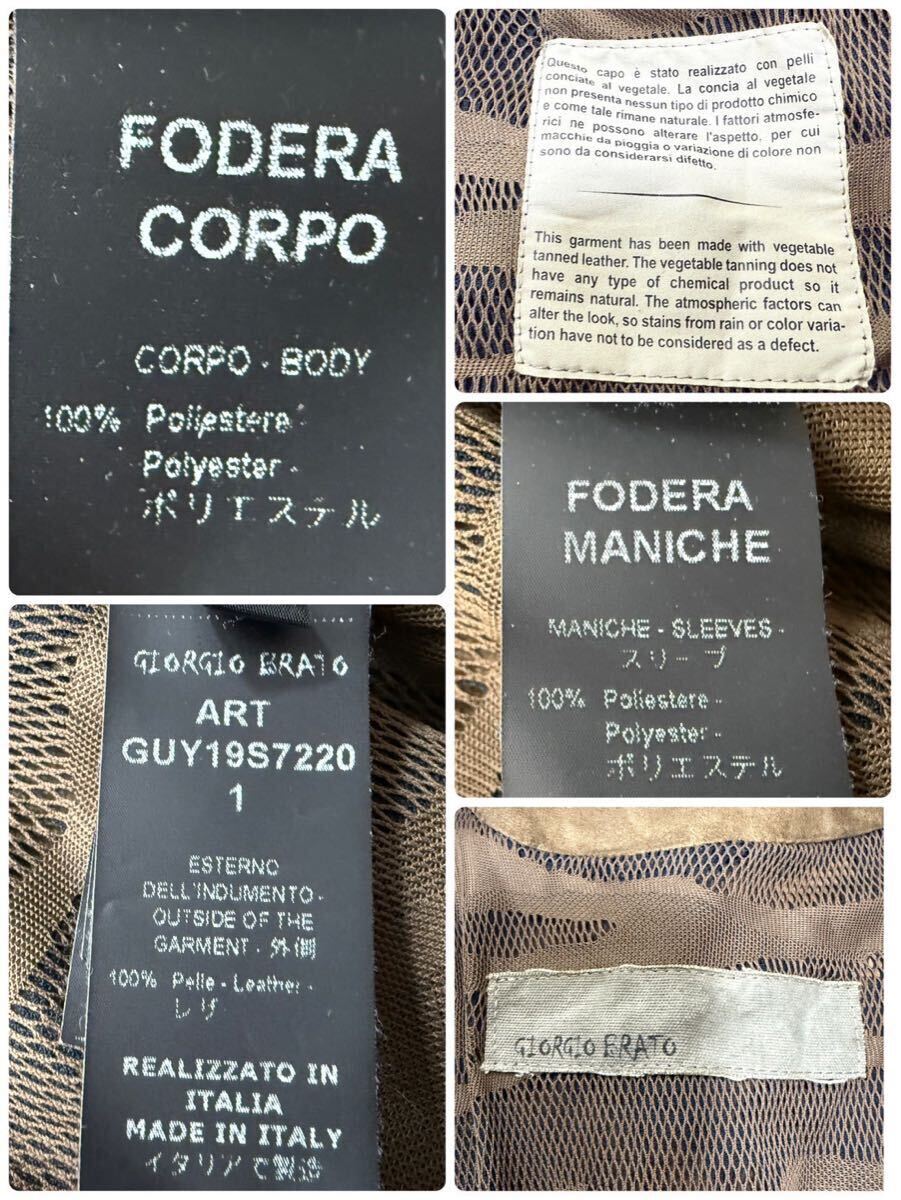 FODERA
CORPO
CORPO - BODY
100% Poliestere -
Polyester -
ポリエステル
Questo capo è stato realizzato con pelli
conciate al vegetale. La concia al vegetale
non presenta nessun tipo di prodotto chimico
e come tale rimane naturale. I fattori atmosfe-
rici ne possono alterare l'aspetto, per cui
macchie da pioggia o variazione di colore non
sono da considerarsi difetto.
This garment has been made with vegetable
tanned leather. The vegetable tanning does not
have any type of chemical product so it
remains natural. The atmospheric factors can
alter the look, so stains from rain or color varia-
tion have not to be considered as a defect.
FODERA
MANICHE
MANICHE - SLEEVES -
スリーブ
100% Poliestere -
Polyester -
ポリエステル
GIORGIO BRATO
ART
GUY19S7220
1
ESTERNO
DELL'INDUMENTO -
OUTSIDE OF THE
GARMENT - 外側
100% Pelle - Leather -
レザ
REALIZZATO IN
ITALIA
MADE IN ITALY
イタリアで製造
GIORGIO BRATO